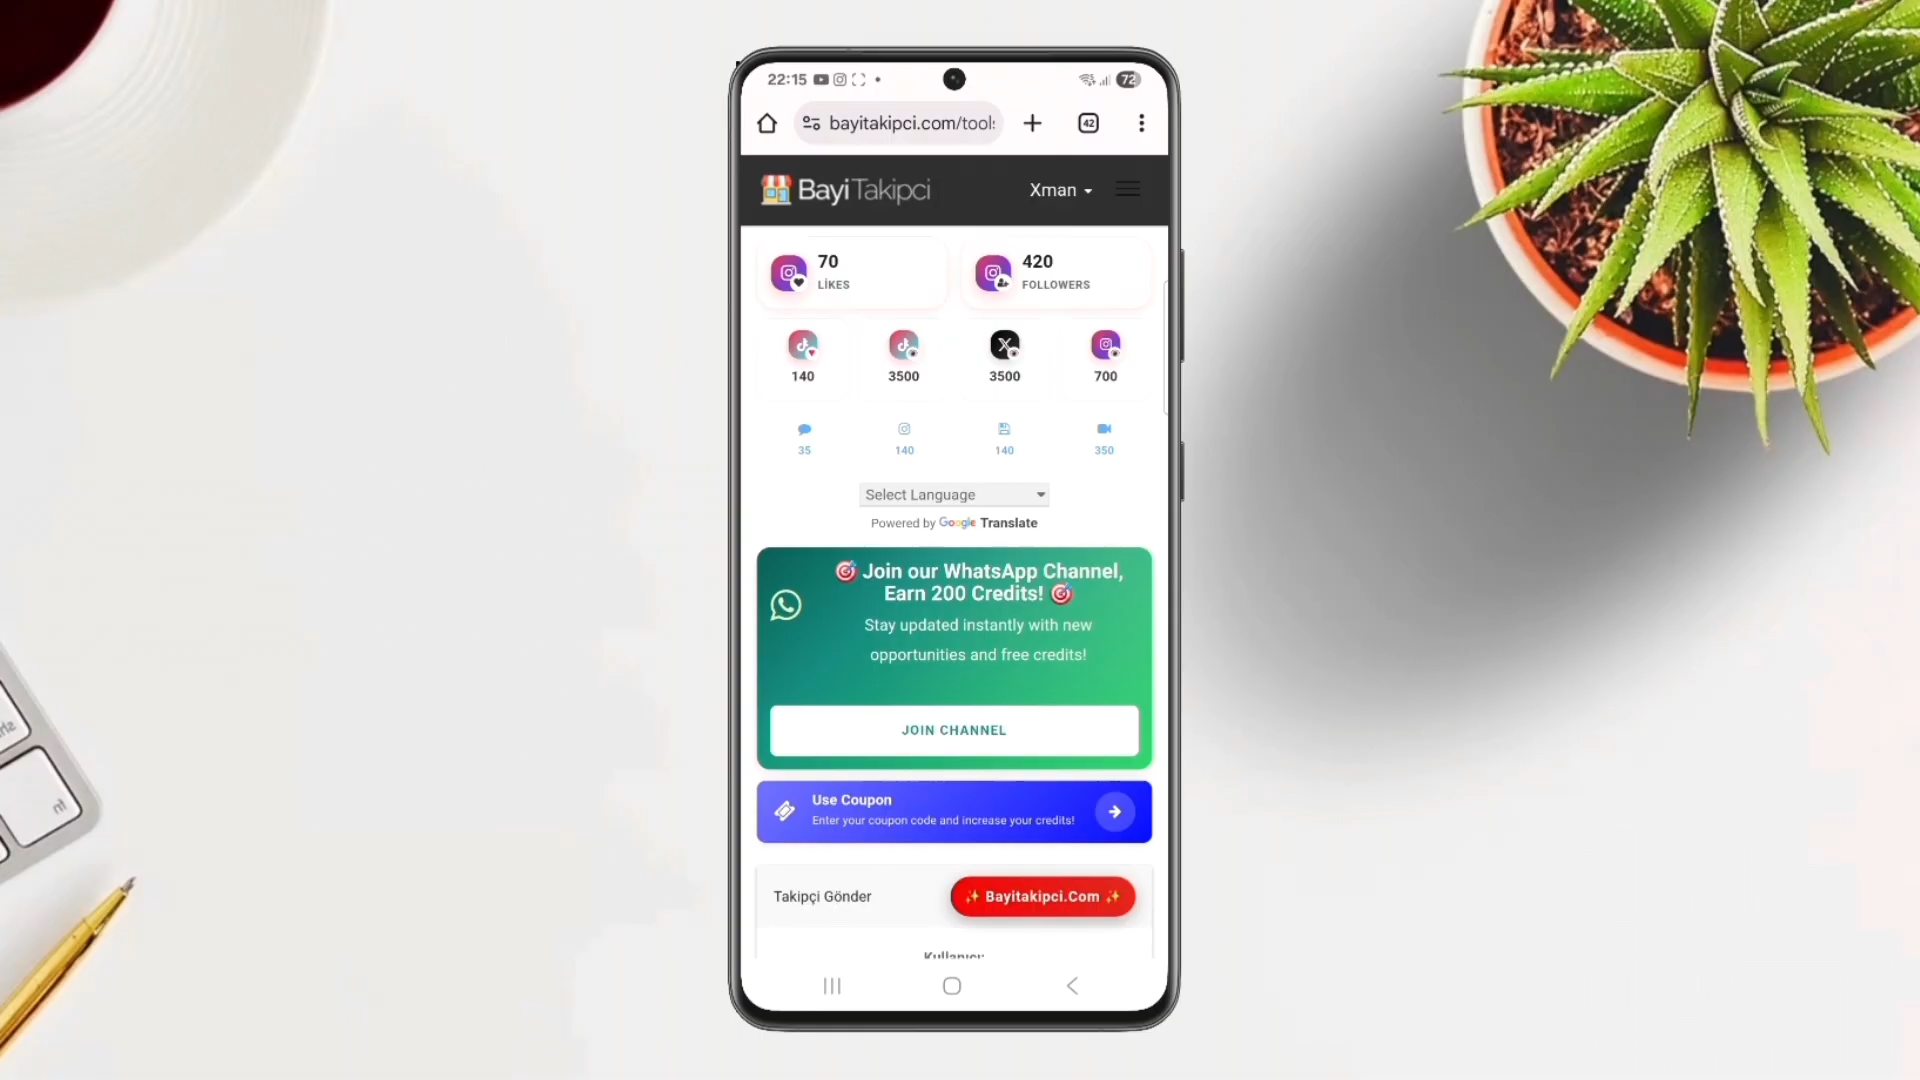 22:15
72
bayitakipci.com/tool
42
BayiTakipci
Xman
70
LİKES
420
FOLLOWERS
140
3500
3500
700
35
140
140
350
Select Language
Powered by Google Translate
🎯 Join our WhatsApp Channel,
Earn 200 Credits! 🎯
Stay updated instantly with new
opportunities and free credits!
JOIN CHANNEL
Use Coupon
Enter your coupon code and increase your credits!
Takipçi Gönder
✨ Bayitakipci.Com ✨
fn